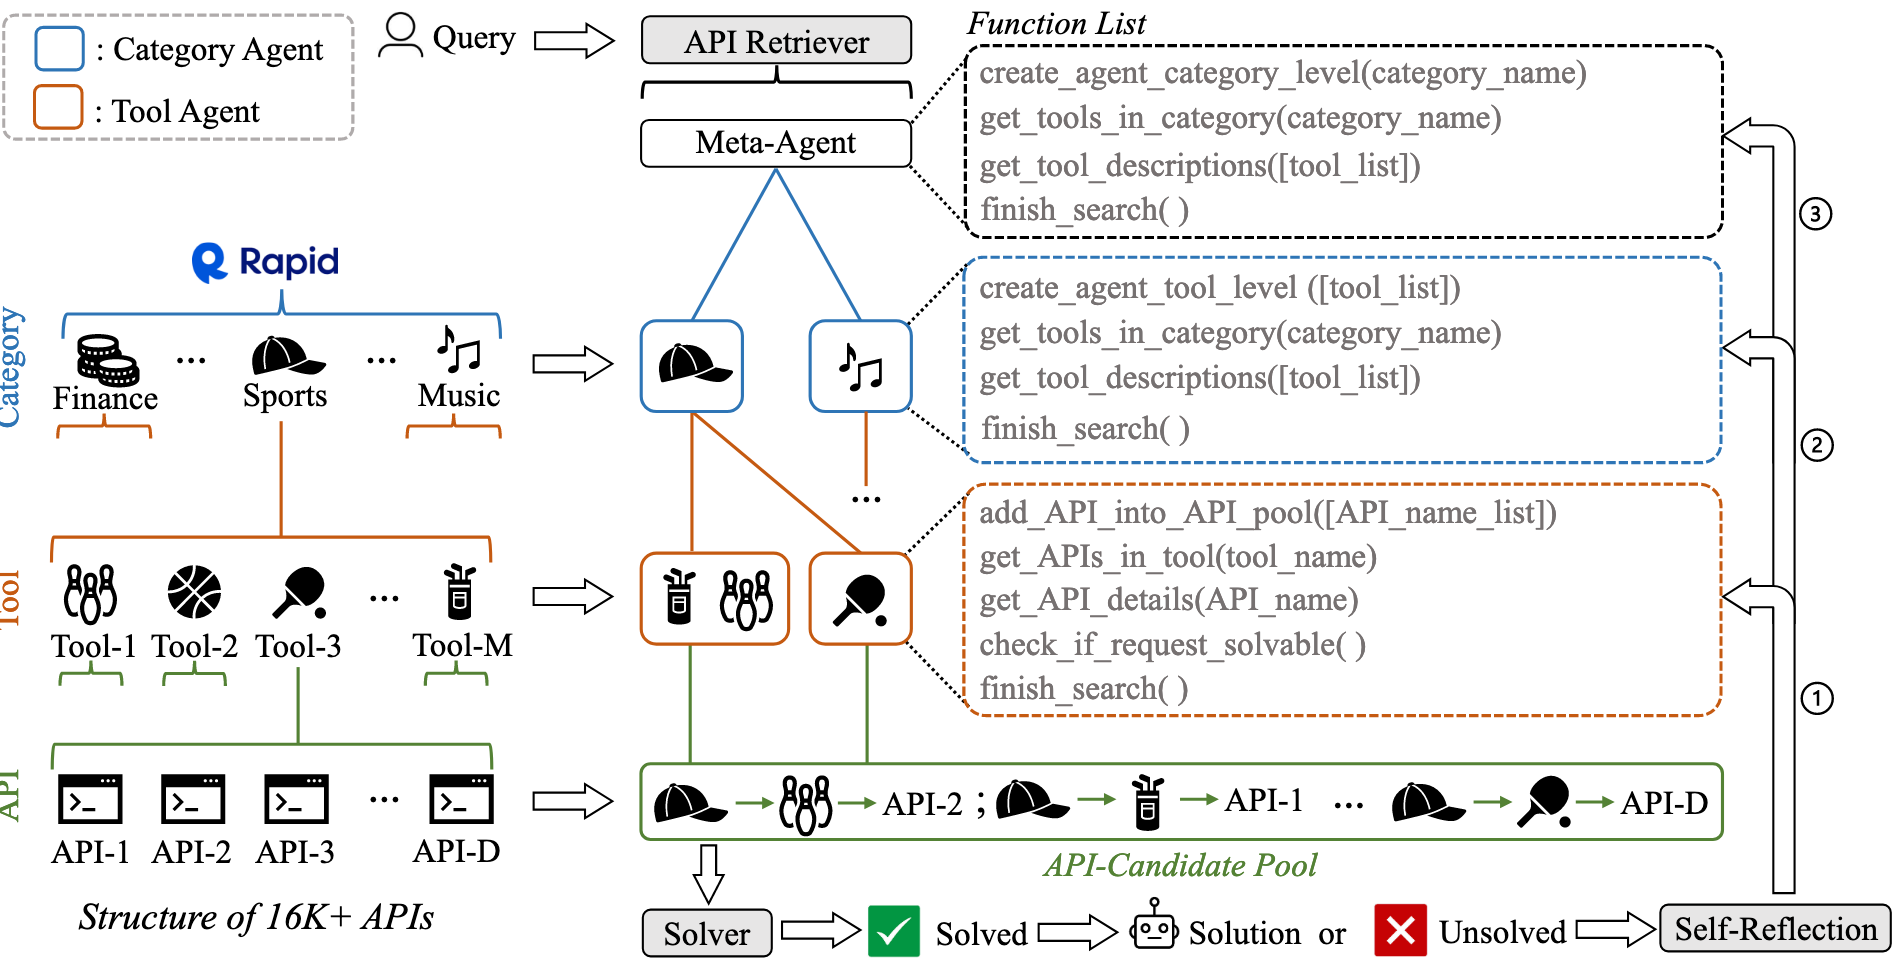 : Category Agent
: Tool Agent
Query
API Retriever
Meta-Agent
Function List
create_agent_category_level(category_name)
get_tools_in_category(category_name)
get_tool_descriptions([tool_list])
finish_search( )
create_agent_tool_level ([tool_list])
get_tools_in_category(category_name)
get_tool_descriptions([tool_list])
finish_search( )
add_API_into_API_pool([API_name_list])
get_APIs_in_tool(tool_name)
get_API_details(API_name)
check_if_request_solvable( )
finish_search( )
③
②
①
Rapid
Category
Finance ... Sports ... Music
...
Tool
Tool-1 Tool-2 Tool-3 ... Tool-M
API
API-1 API-2 API-3 ... API-D
Structure of 16K+ APIs
API-2 ; API-1 ... API-D
API-Candidate Pool
Solver Solved Solution or Unsolved Self-Reflection